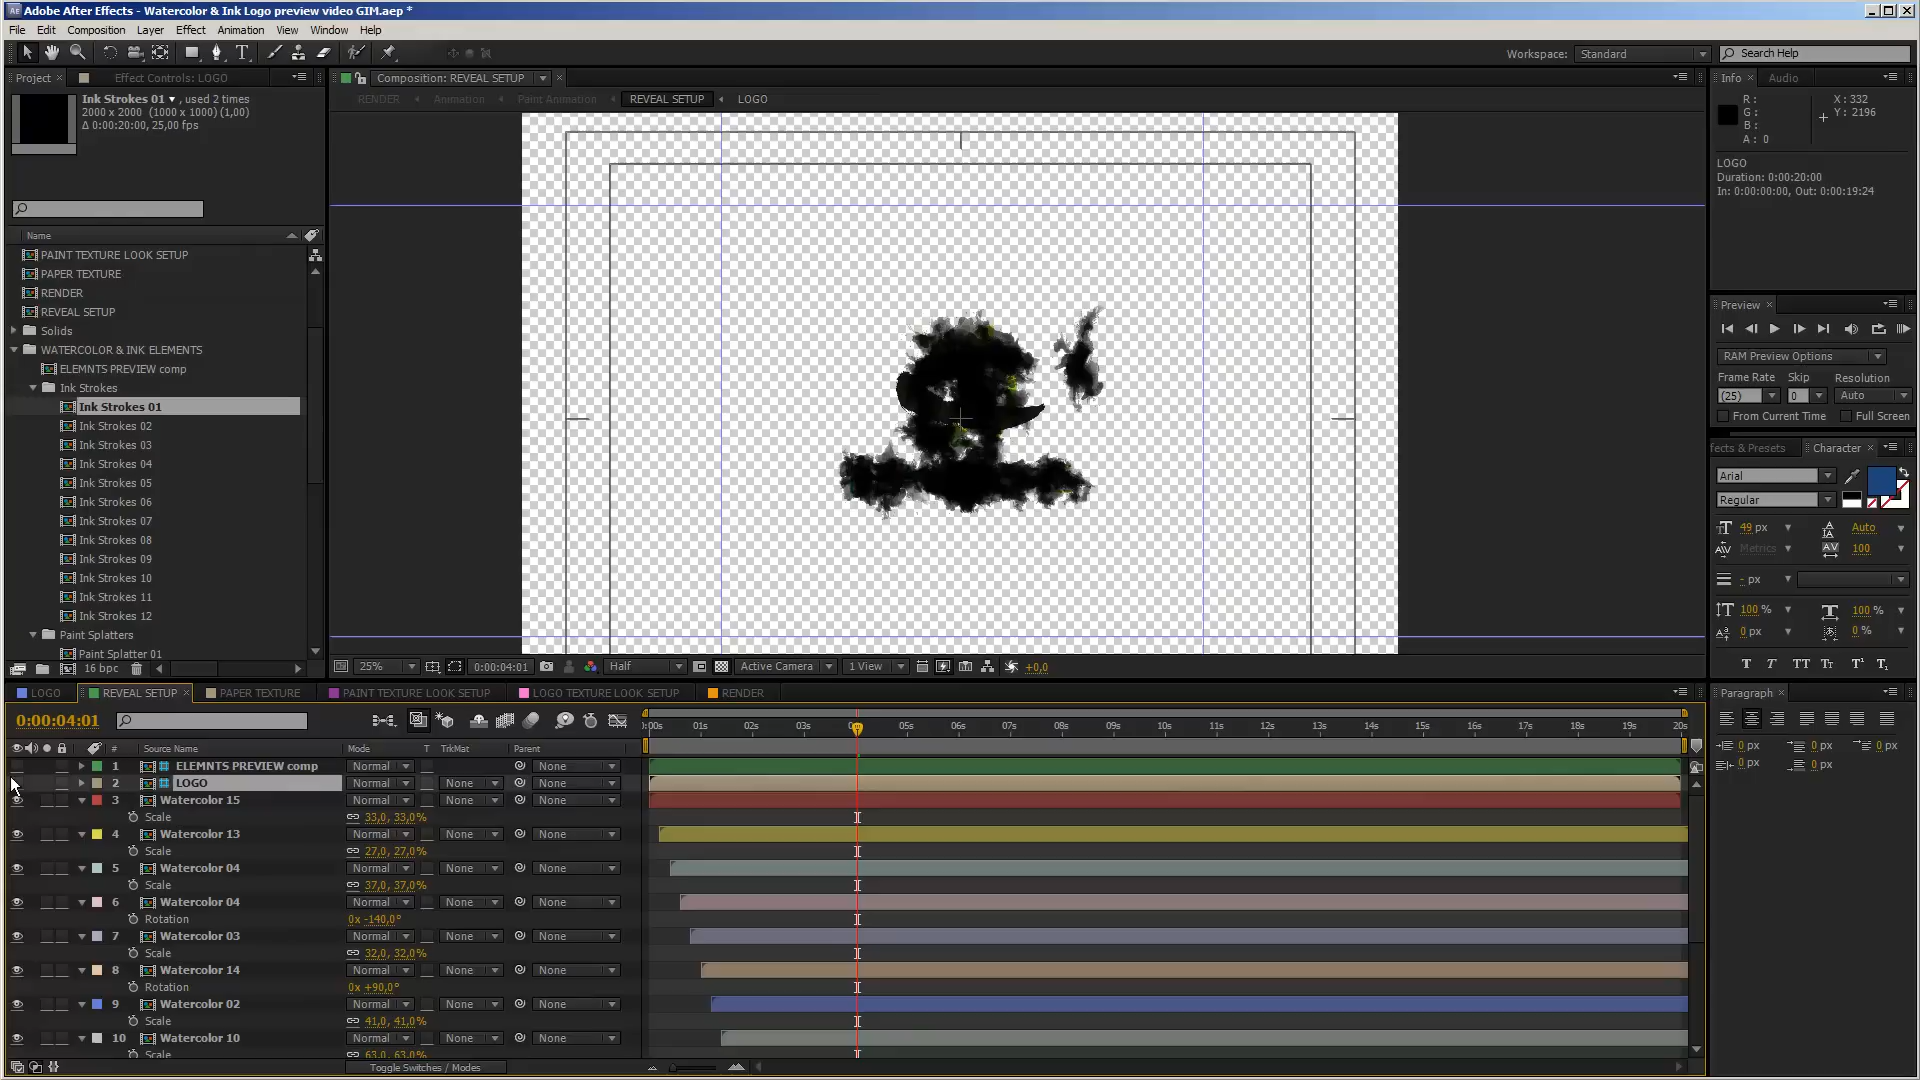 Adobe After Effects - Watercolor & Ink Logo preview video GIM.aep *
File Edit Composition Layer Effect Animation View Window Help
Workspace: Standard Search Help
Project Effect Controls: LOGO
Composition: REVEAL SETUP
Info Audio
Ink Strokes 01 , used 2 times
2000 x 2000 (1000 x 1000) (1,00)
Δ 0:00:20:00, 25,00 fps
RENDER Animation Paint Animation REVEAL SETUP LOGO
R :
G :
B :
A : 0
X : 332
Y : 2196
LOGO
Duration: 0:00:20:00
In: 0:00:00:00, Out: 0:00:19:24
Name
PAINT TEXTURE LOOK SETUP
PAPER TEXTURE
RENDER
REVEAL SETUP
Solids
WATERCOLOR & INK ELEMENTS
ELEMNTS PREVIEW comp
Ink Strokes
Ink Strokes 01
Ink Strokes 02
Ink Strokes 03
Ink Strokes 04
Ink Strokes 05
Ink Strokes 06
Ink Strokes 07
Ink Strokes 08
Ink Strokes 09
Ink Strokes 10
Ink Strokes 11
Ink Strokes 12
Paint Splatters
Paint Splatter 01
16 bpc
25% 0:00:04:01 Half Active Camera 1 View +0,0
Preview
RAM Preview Options
Frame Rate Skip Resolution
(25) 0 Auto
From Current Time Full Screen
fects & Presets Character
Arial
Regular
49 px Auto
Metrics 100
- px
100 % 100 %
0 px 0 %
T T TT Tт T¹ T₁
Paragraph
0 px 0 px 0 px
0 px 0 px
LOGO REVEAL SETUP PAPER TEXTURE PAINT TEXTURE LOOK SETUP LOGO TEXTURE LOOK SETUP RENDER
0:00:04:01
:00s 01s 02s 03s 05s 06s 07s 08s 09s 10s 11s 12s 13s 14s 15s 16s 17s 18s 19s 20s
# Source Name Mode T TrkMat Parent
1 ELEMNTS PREVIEW comp Normal None
2 LOGO Normal None None
3 Watercolor 15 Normal None None
Scale 33,0, 33,0%
4 Watercolor 13 Normal None None
Scale 27,0, 27,0%
5 Watercolor 04 Normal None None
Scale 37,0, 37,0%
6 Watercolor 04 Normal None None
Rotation 0x -140,0°
7 Watercolor 03 Normal None None
Scale 32,0, 32,0%
8 Watercolor 14 Normal None None
Rotation 0x +90,0°
9 Watercolor 02 Normal None None
Scale 41,0, 41,0%
10 Watercolor 10 Normal None None
Scale 63,0, 63,0%
Toggle Switches / Modes